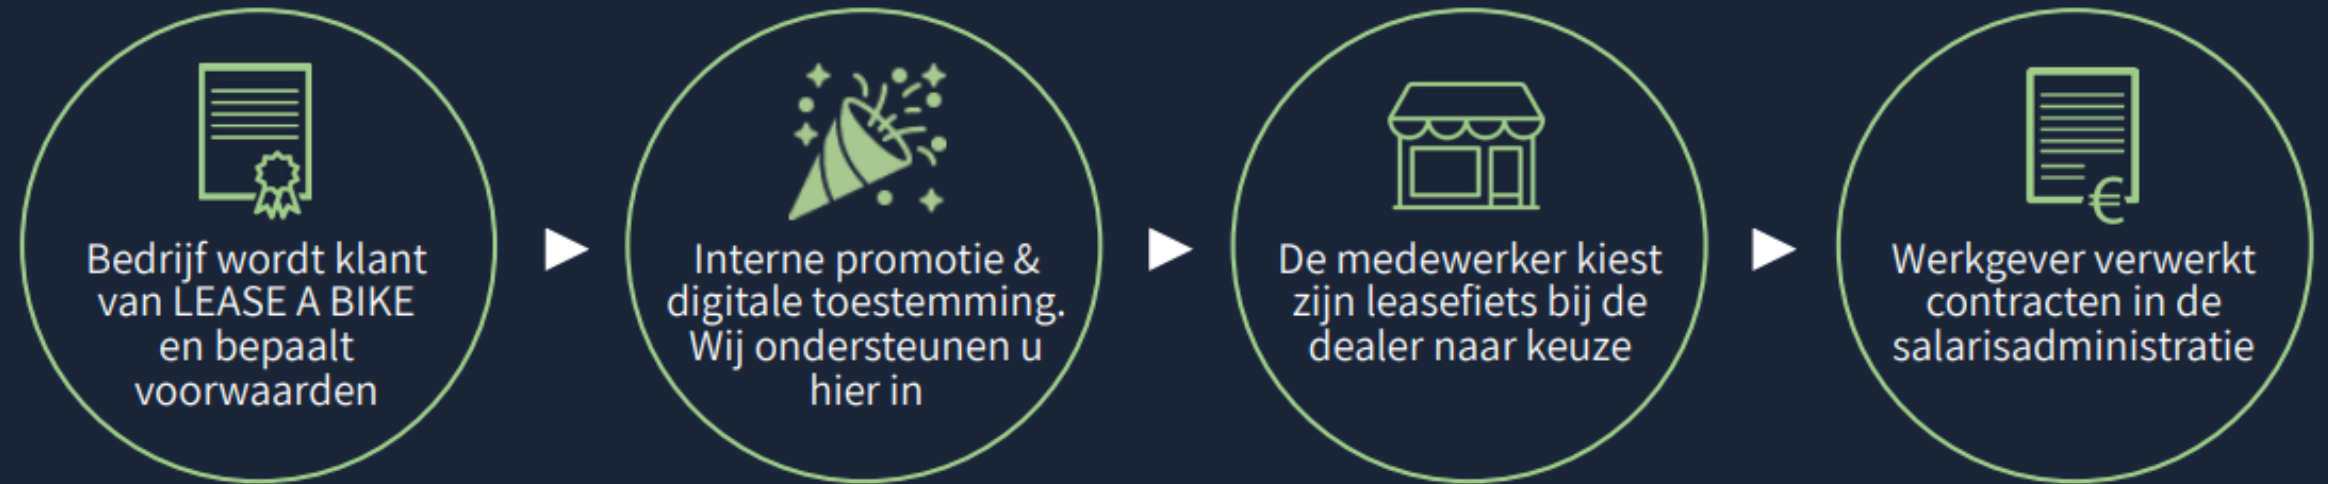 Bedrijf wordt klant
van LEASE A BIKE
en bepaalt
voorwaarden
Interne promotie &
digitale toestemming.
Wij ondersteunen u
hier in
De medewerker kiest
zijn leasefiets bij de
dealer naar keuze
€
Werkgever verwerkt
contracten in de
salarisadministratie